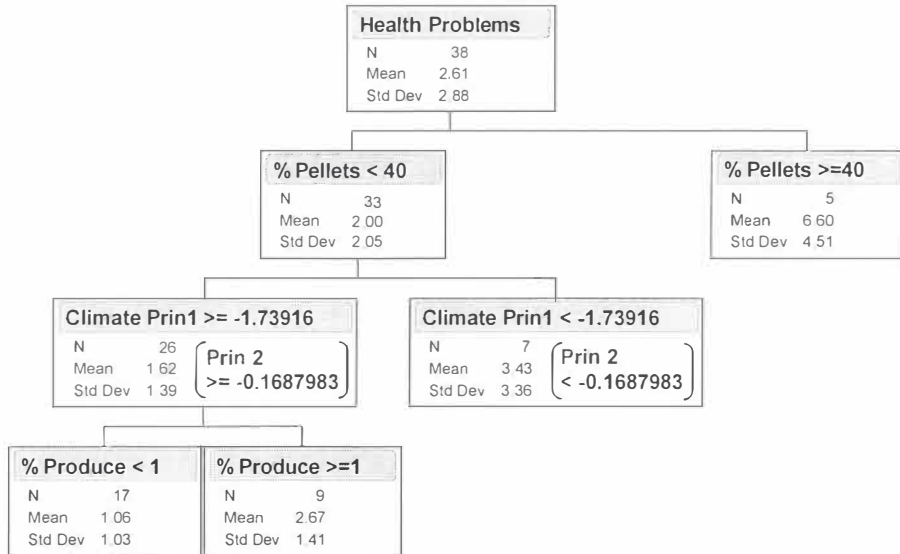 Health Problems
N 38
Mean 2.61
Std Dev 2.88
% Pellets < 40
N 33
Mean 2.00
Std Dev 2.05
% Pellets >=40
N 5
Mean 6.60
Std Dev 4.51
Climate Prin1 >= -1.73916
N 26
Mean 1.62
Std Dev 1.39
Prin 2
>= -0.1687983
Climate Prin1 < -1.73916
N 7
Mean 3.43
Std Dev 3.36
Prin 2
< -0.1687983
% Produce < 1
N 17
Mean 1.06
Std Dev 1.03
% Produce >=1
N 9
Mean 2.67
Std Dev 1.41